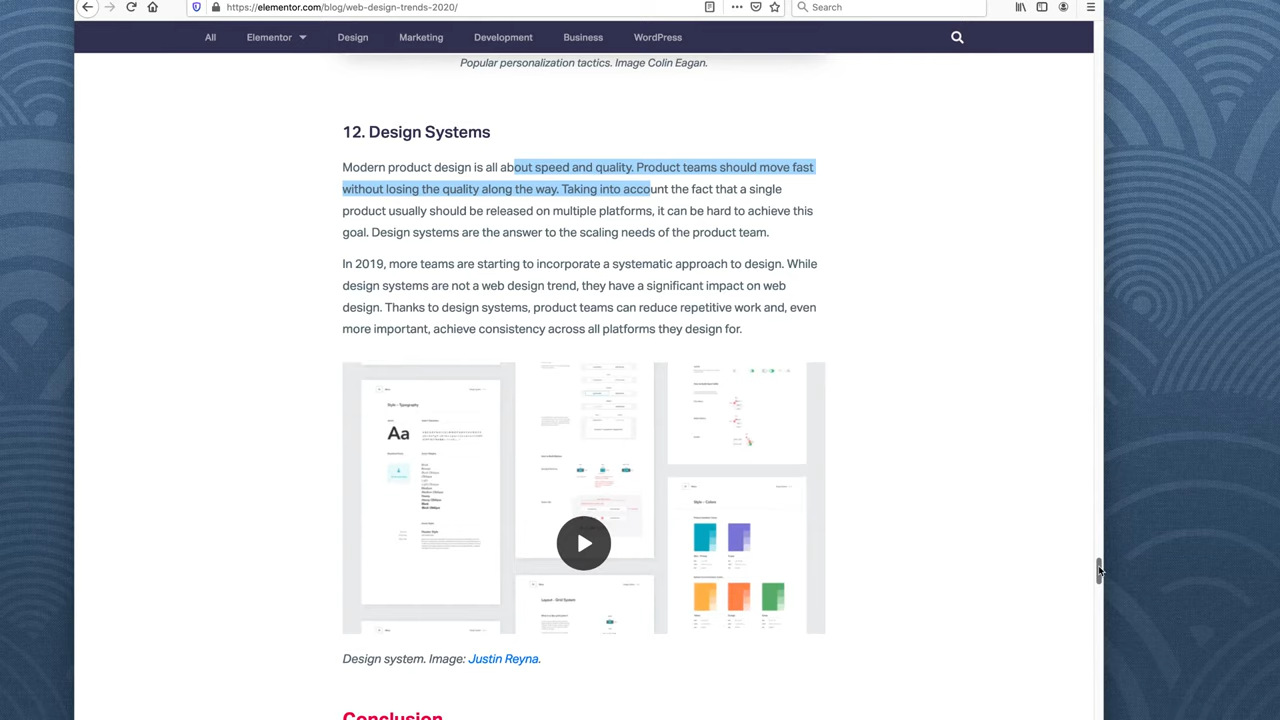 https://elementor.com/blog/web-design-trends-2020/
Search
All
Elementor
Design
Marketing
Development
Business
WordPress
Popular personalization tactics. Image Colin Eagan.
12. Design Systems
Modern product design is all about speed and quality. Product teams should move fast
without losing the quality along the way. Taking into account the fact that a single
product usually should be released on multiple platforms, it can be hard to achieve this
goal. Design systems are the answer to the scaling needs of the product team.
In 2019, more teams are starting to incorporate a systematic approach to design. While
design systems are not a web design trend, they have a significant impact on web
design. Thanks to design systems, product teams can reduce repetitive work and, even
more important, achieve consistency across all platforms they design for.
Style - Typography
Aa
Style - Colors
Layout - Grid System
Design system. Image: Justin Reyna.
Conclusion